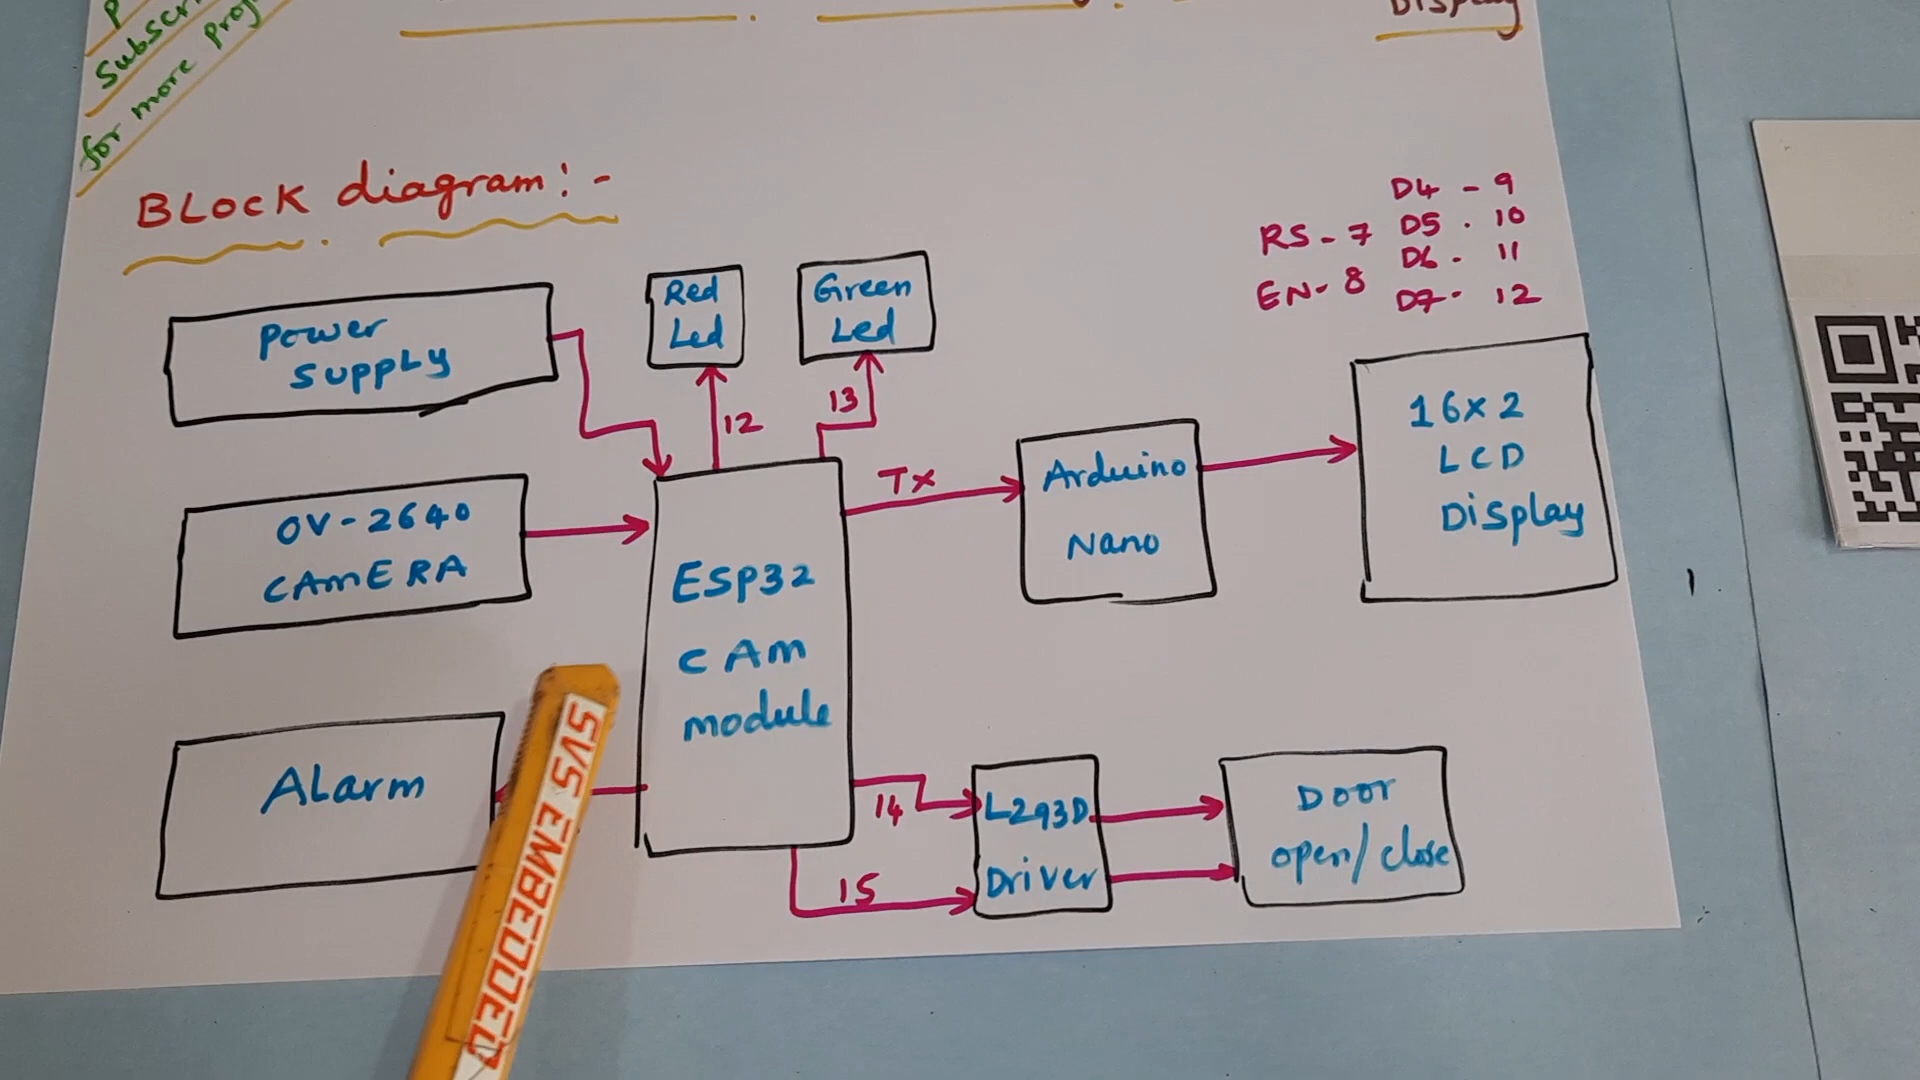 Subscri
for more proj
Display
BLock diagram:-
RS - 7
EN - 8
D4 - 9
D5 . 10
D6 - 11
D7 - 12
Power
SUPPLY
Red
Led
Green
Led
12
13
OV-2640
CAMERA
Esp32
CAM
module
Tx
Arduino
Nano
16x2
LCD
Display
ALarm
14
15
L293D
Driver
Door
open/close
SVS EMBEDDED